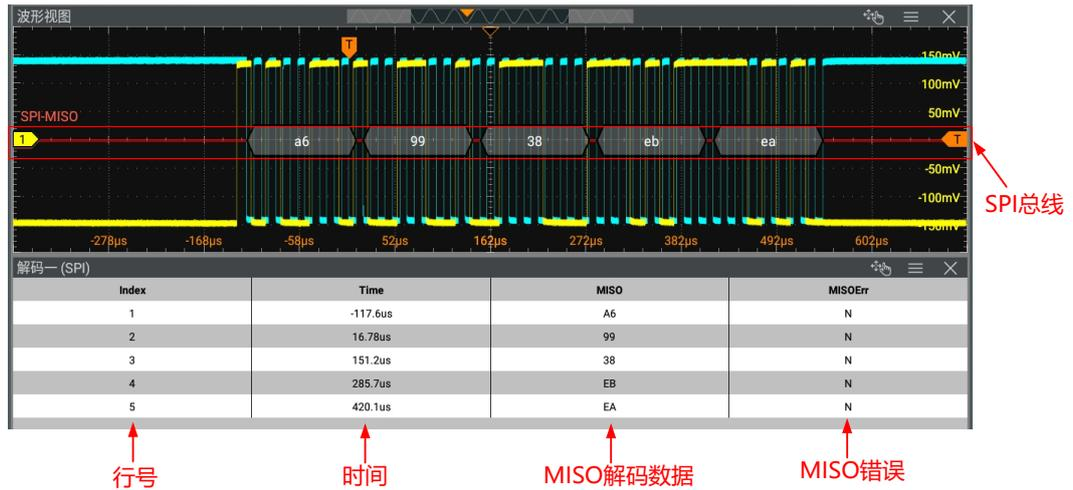 波形视图
T
150mV
100mV
50mV
SPI-MISO
1
a6 99 38 eb ea
T
-50mV
-100mV
-150mV
-278μs -168μs -58μs 52μs 162μs 272μs 382μs 492μs 602μs
SPI总线
解码一 (SPI)
Index Time MISO MISOErr
1 -117.6us A6 N
2 16.78us 99 N
3 151.2us 38 N
4 285.7us EB N
5 420.1us EA N
行号 时间 MISO解码数据 MISO错误